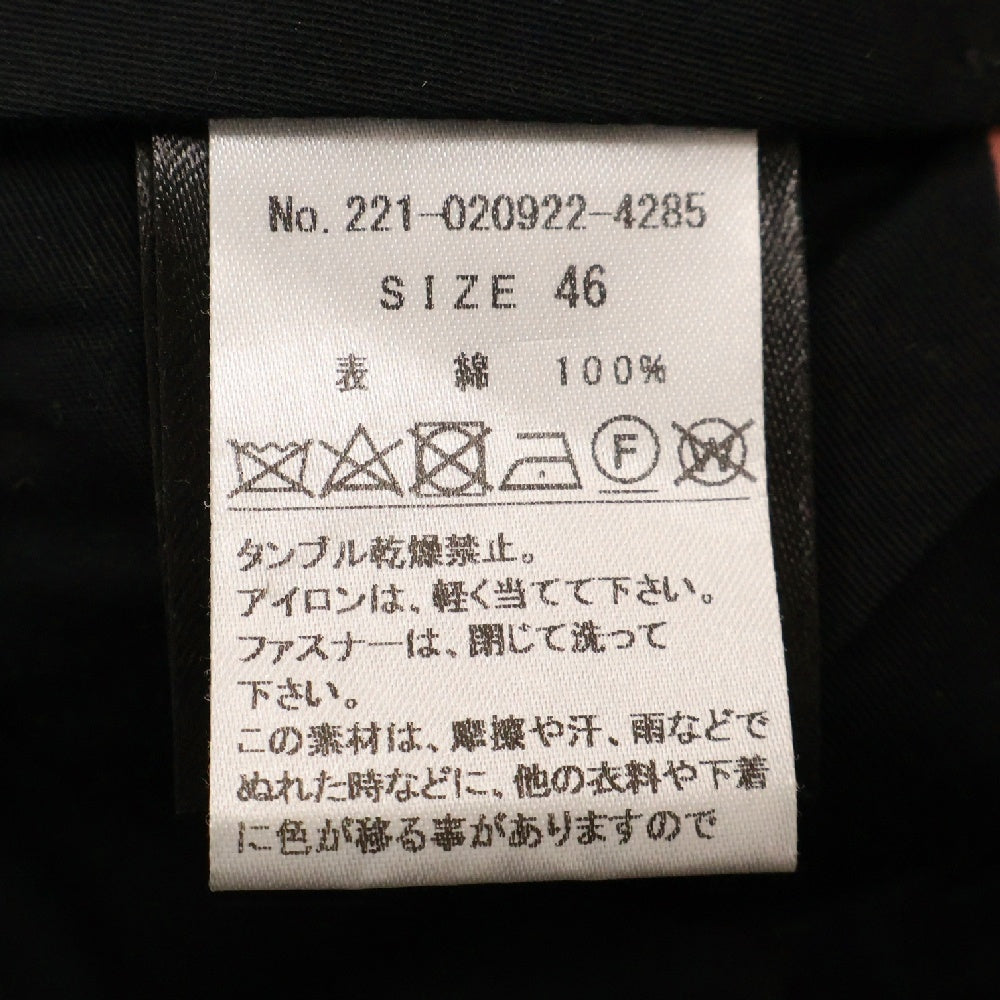 No. 221-020922-4285
SIZE 46
表 綿 100%
F W
タンブル乾燥禁止。
アイロンは、軽く当てて下さい。
ファスナーは、閉じて洗って
下さい。
この素材は、摩擦や汗、雨などで
ぬれた時などに、他の衣料や下着
に色が移る事がありますので